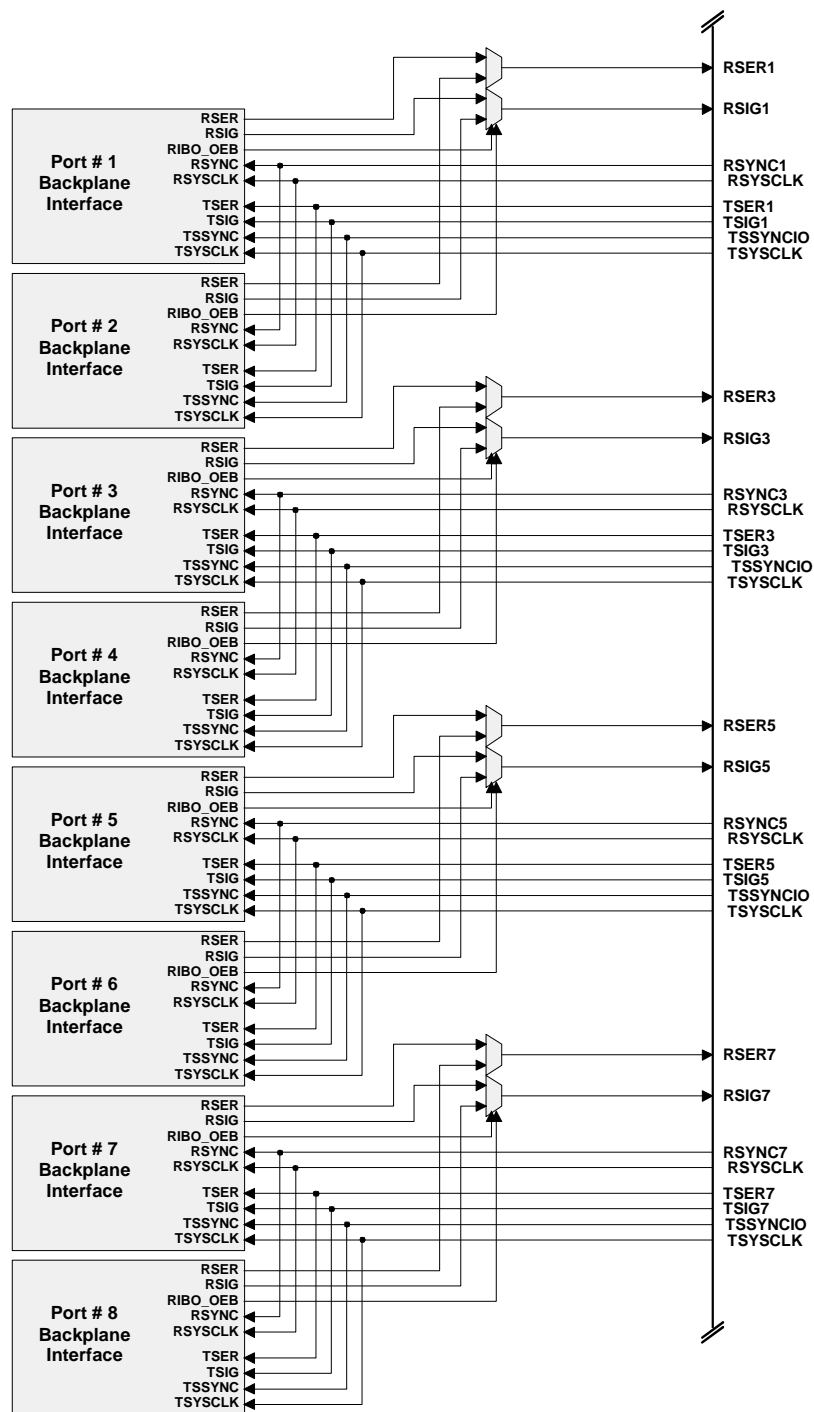 RSER1
RSIG1
Port # 1
Backplane
Interface
RSER
RSIG
RIBO_OEB
RSYNC
RSYSCLK
TSER
TSIG
TSSYNC
TSYSCLK
RSYNC1
RSYSCLK
TSER1
TSIG1
TSSYNCIO
TSYSCLK
Port # 2
Backplane
Interface
RSER
RSIG
RIBO_OEB
RSYNC
RSYSCLK
TSER
TSIG
TSSYNC
TSYSCLK
RSER3
RSIG3
Port # 3
Backplane
Interface
RSER
RSIG
RIBO_OEB
RSYNC
RSYSCLK
TSER
TSIG
TSSYNC
TSYSCLK
RSYNC3
RSYSCLK
TSER3
TSIG3
TSSYNCIO
TSYSCLK
Port # 4
Backplane
Interface
RSER
RSIG
RIBO_OEB
RSYNC
RSYSCLK
TSER
TSIG
TSSYNC
TSYSCLK
RSER5
RSIG5
Port # 5
Backplane
Interface
RSER
RSIG
RIBO_OEB
RSYNC
RSYSCLK
TSER
TSIG
TSSYNC
TSYSCLK
RSYNC5
RSYSCLK
TSER5
TSIG5
TSSYNCIO
TSYSCLK
Port # 6
Backplane
Interface
RSER
RSIG
RIBO_OEB
RSYNC
RSYSCLK
TSER
TSIG
TSSYNC
TSYSCLK
RSER7
RSIG7
Port # 7
Backplane
Interface
RSER
RSIG
RIBO_OEB
RSYNC
RSYSCLK
TSER
TSIG
TSSYNC
TSYSCLK
RSYNC7
RSYSCLK
TSER7
TSIG7
TSSYNCIO
TSYSCLK
Port # 8
Backplane
Interface
RSER
RSIG
RIBO_OEB
RSYNC
RSYSCLK
TSER
TSIG
TSSYNC
TSYSCLK